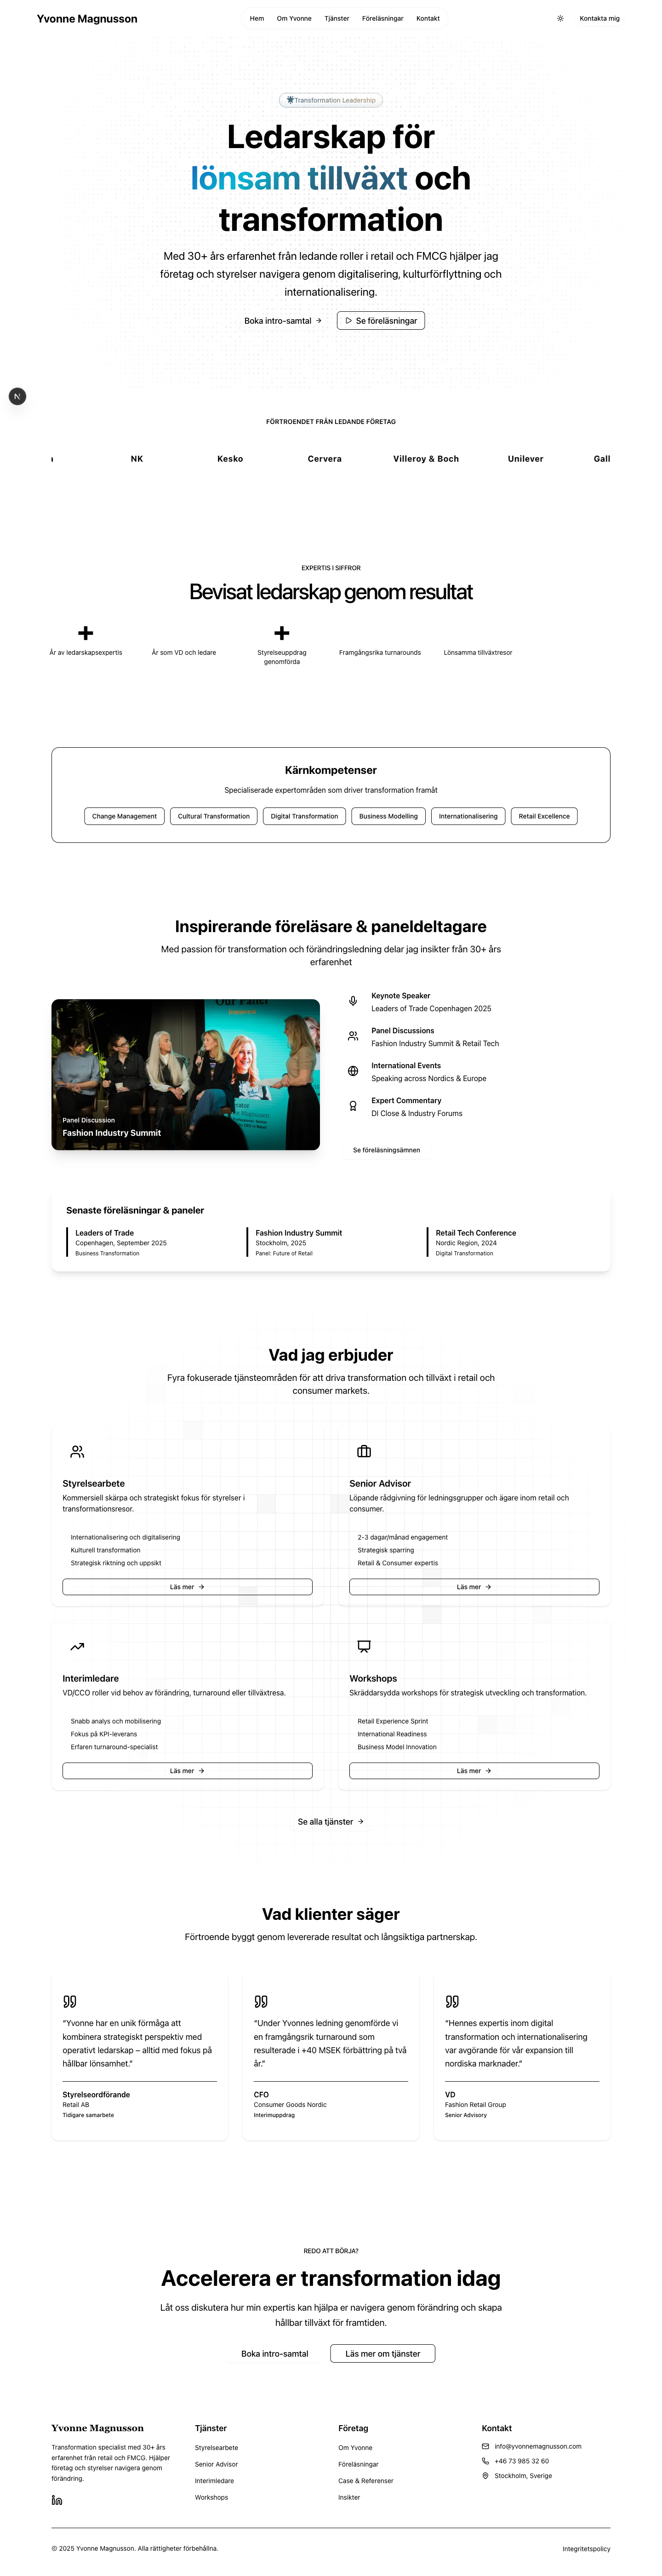 Yvonne Magnusson
Hem Om Yvonne Tjänster Föreläsningar Kontakt
Kontakta mig
Transformation Leadership
Ledarskap för
lönsam tillväxt och
transformation
Med 30+ års erfarenhet från ledande roller i retail och FMCG hjälper jag
företag och styrelser navigera genom digitalisering, kulturförflyttning och
internationalisering.
Boka intro-samtal
Se föreläsningar
N
FÖRTROENDET FRÅN LEDANDE FÖRETAG
NK Kesko Cervera Villeroy & Boch Unilever Gall
EXPERTIS I SIFFROR
Bevisat ledarskap genom resultat
+
År av ledarskapsexpertis
År som VD och ledare
+
Styrelseuppdrag
genomförda
Framgångsrika turnarounds
Lönsamma tillväxtresor
Kärnkompetenser
Specialiserade expertområden som driver transformation framåt
Change Management
Cultural Transformation
Digital Transformation
Business Modelling
Internationalisering
Retail Excellence
Inspirerande föreläsare & paneldeltagare
Med passion för transformation och förändringsledning delar jag insikter från 30+ års
erfarenhet
Our Panel
Panel Discussion
Fashion Industry Summit
Keynote Speaker
Leaders of Trade Copenhagen 2025
Panel Discussions
Fashion Industry Summit & Retail Tech
International Events
Speaking across Nordics & Europe
Expert Commentary
DI Close & Industry Forums
Se föreläsningsämnen
Senaste föreläsningar & paneler
Leaders of Trade
Copenhagen, September 2025
Business Transformation
Fashion Industry Summit
Stockholm, 2025
Panel: Future of Retail
Retail Tech Conference
Nordic Region, 2024
Digital Transformation
Vad jag erbjuder
Fyra fokuserade tjänsteområden för att driva transformation och tillväxt i retail och
consumer markets.
Styrelsearbete
Kommersiell skärpa och strategiskt fokus för styrelser i
transformationsresor.
Internationalisering och digitalisering
Kulturell transformation
Strategisk riktning och uppsikt
Läs mer
Senior Advisor
Löpande rådgivning för ledningsgrupper och ägare inom retail och
consumer.
2-3 dagar/månad engagement
Strategisk sparring
Retail & Consumer expertis
Läs mer
Interimledare
VD/CCO roller vid behov av förändring, turnaround eller tillväxtresa.
Snabb analys och mobilisering
Fokus på KPI-leverans
Erfaren turnaround-specialist
Läs mer
Workshops
Skräddarsydda workshops för strategisk utveckling och transformation.
Retail Experience Sprint
International Readiness
Business Model Innovation
Läs mer
Se alla tjänster
Vad klienter säger
Förtroende byggt genom levererade resultat och långsiktiga partnerskap.
"Yvonne har en unik förmåga att
kombinera strategiskt perspektiv med
operativt ledarskap – alltid med fokus på
hållbar lönsamhet."
Styrelseordförande
Retail AB
Tidigare samarbete
"Under Yvonnes ledning genomförde vi
en framgångsrik turnaround som
resulterade i +40 MSEK förbättring på två
år."
CFO
Consumer Goods Nordic
Interimuppdrag
"Hennes expertis inom digital
transformation och internationalisering
var avgörande för vår expansion till
nordiska marknader."
VD
Fashion Retail Group
Senior Advisory
REDO ATT BÖRJA?
Accelerera er transformation idag
Låt oss diskutera hur min expertis kan hjälpa er navigera genom förändring och skapa
hållbar tillväxt för framtiden.
Boka intro-samtal
Läs mer om tjänster
Yvonne Magnusson
Transformation specialist med 30+ års
erfarenhet från retail och FMCG. Hjälper
företag och styrelser navigera genom
förändring.
Tjänster
Styrelsearbete
Senior Advisor
Interimledare
Workshops
Företag
Om Yvonne
Föreläsningar
Case & Referenser
Insikter
Kontakt
info@yvonnemagnusson.com
+46 73 985 32 60
Stockholm, Sverige
© 2025 Yvonne Magnusson. Alla rättigheter förbehållna.
Integritetspolicy